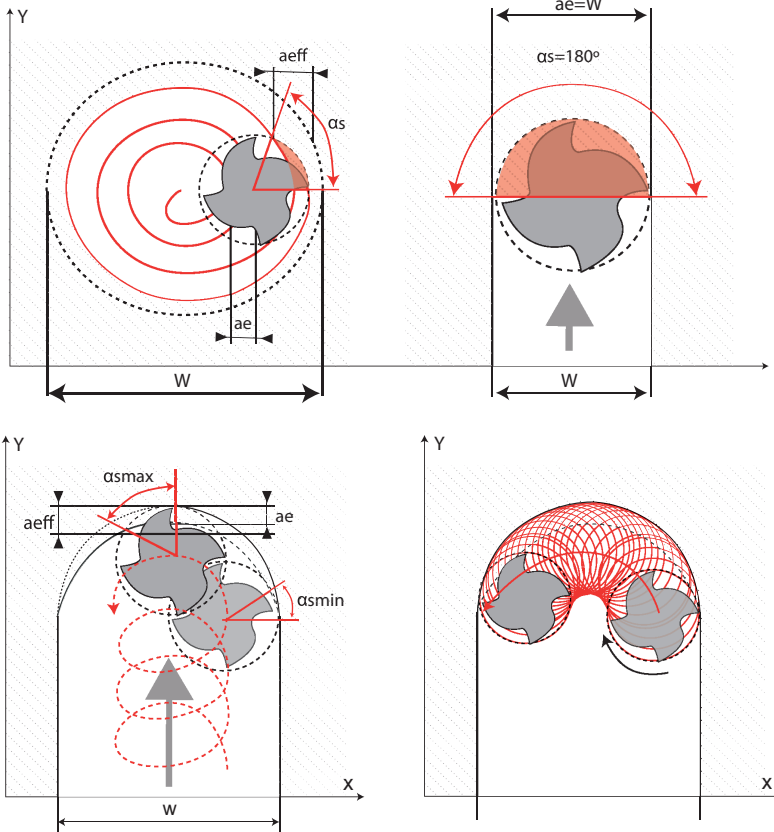 Y
aeff
αs
ae
W
ae=W
αs=180º
W
Y
αsmax
aeff
ae
αsmin
X
w
Y
x